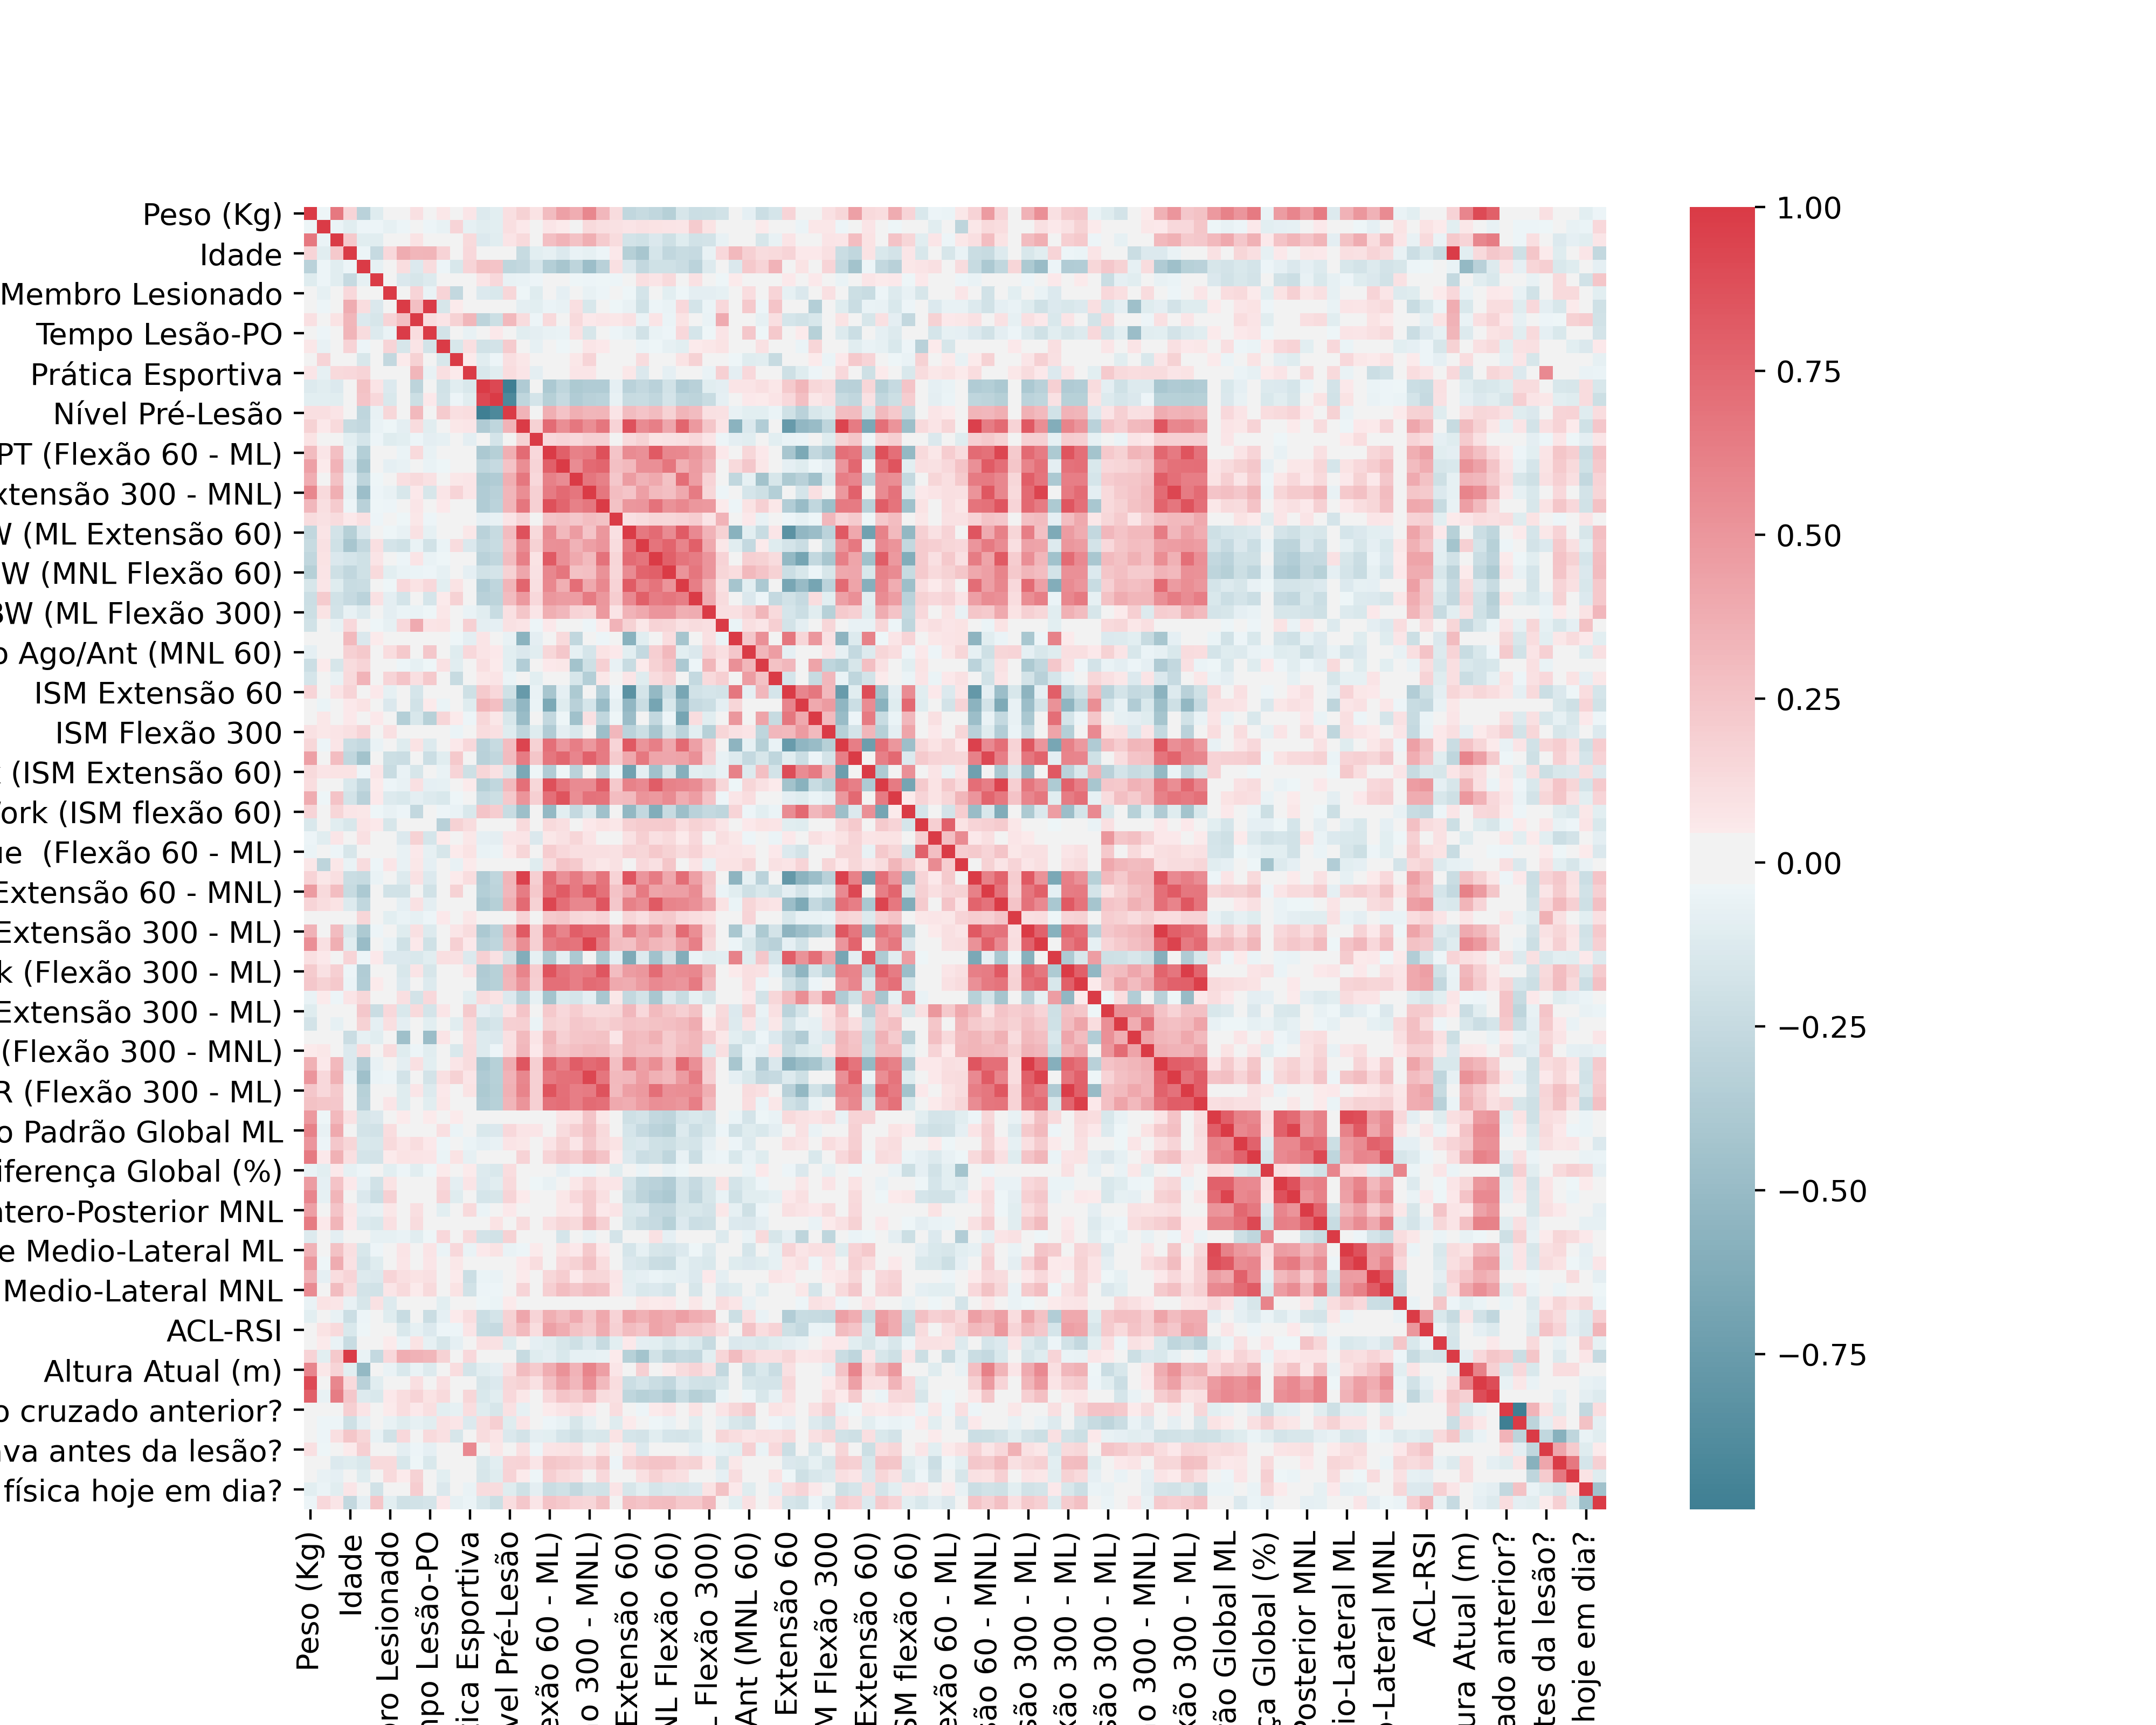 Peso (Kg)
Idade
Membro Lesionado
Tempo Lesão-PO
Prática Esportiva
Nível Pré-Lesão
PT (Flexão 60 - ML)
xtensão 300 - MNL)
(ML Extensão 60)
W (MNL Flexão 60)
BW (ML Flexão 300)
o Ago/Ant (MNL 60)
ISM Extensão 60
ISM Flexão 300
(ISM Extensão 60)
ork (ISM flexão 60)
ue (Flexão 60 - ML)
Extensão 60 - MNL)
Extensão 300 - ML)
k (Flexão 300 - ML)
Extensão 300 - ML)
(Flexão 300 - MNL)
R (Flexão 300 - ML)
o Padrão Global ML
iferença Global (%)
ntero-Posterior MNL
e Medio-Lateral ML
Medio-Lateral MNL
ACL-RSI
Altura Atual (m)
o cruzado anterior?
ava antes da lesão?
física hoje em dia?
Peso (Kg)
Idade
bro Lesionado
mpo Lesão-PO
tica Esportiva
vel Pré-Lesão
exão 60 - ML)
o 300 - MNL)
Extensão 60)
NL Flexão 60)
L Flexão 300)
Ant (MNL 60)
Extensão 60
M Flexão 300
Extensão 60)
SM flexão 60)
exão 60 - ML)
são 60 - MNL)
são 300 - ML)
xão 300 - ML)
são 300 - ML)
o 300 - MNL)
xão 300 - ML)
rão Global ML
ça Global (%)
Posterior MNL
io-Lateral ML
o-Lateral MNL
ACL-RSI
ura Atual (m)
ado anterior?
tes da lesão?
hoje em dia?
1.00
0.75
0.50
0.25
0.00
−0.25
−0.50
−0.75